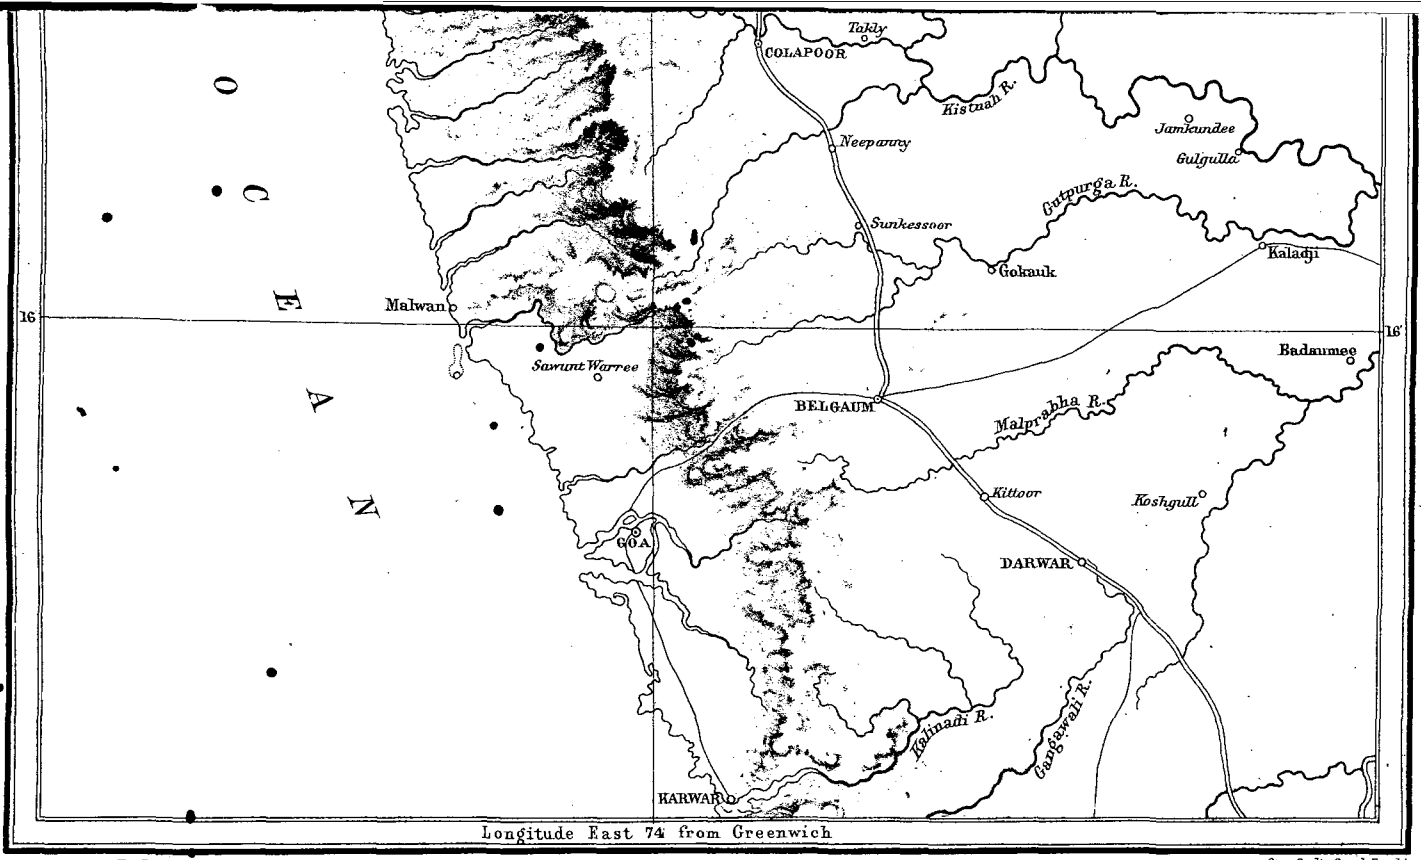 Takly
COLAPOOR
Kistnah R.
Jamkundee
Gulgulla
Neepanny
Gutpurga R.
Sunkessoor
Gokauk
Kaladji
OCEAN
Malwan
16
16
Sawunt Warree
Badaumee
BELGAUM
Malprabha R.
Kittoor
Koshgull
GOA
DARWAR
Kalinadi R.
Gangawali R.
KARWAR
Longitude East 74 from Greenwich